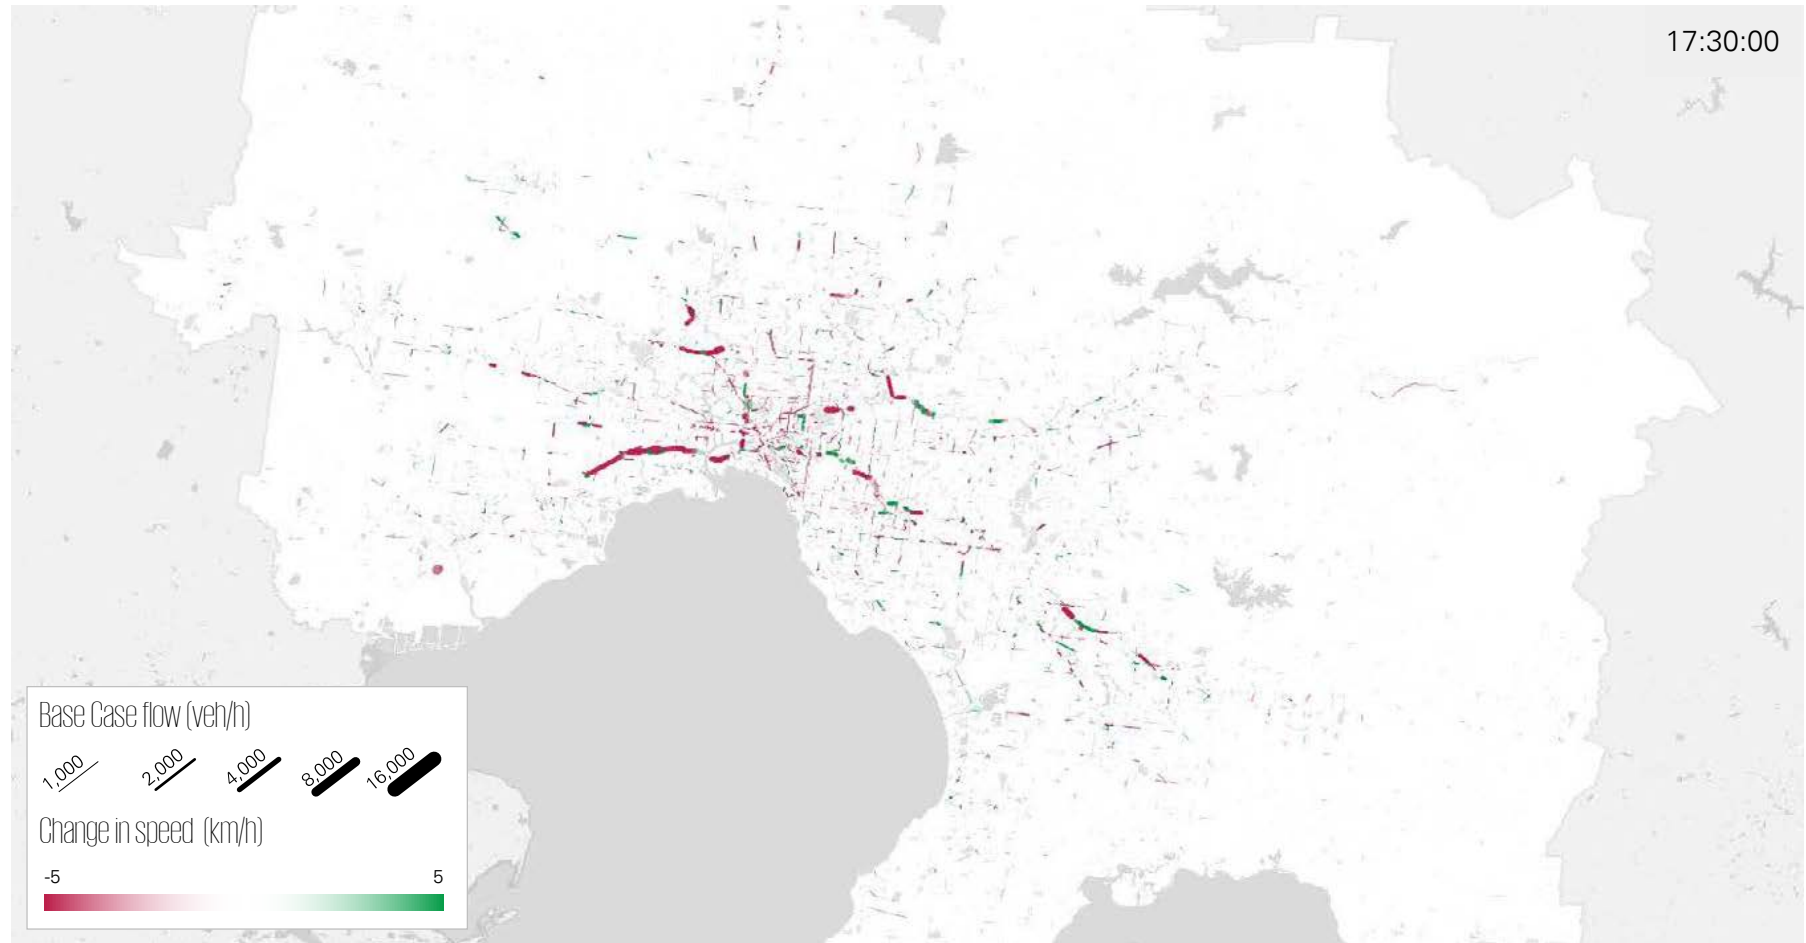 17:30:00
Base Case flow (veh/h)
1,000 2,000 4,000 8,000 16,000
Change in speed (km/h)
-5 5